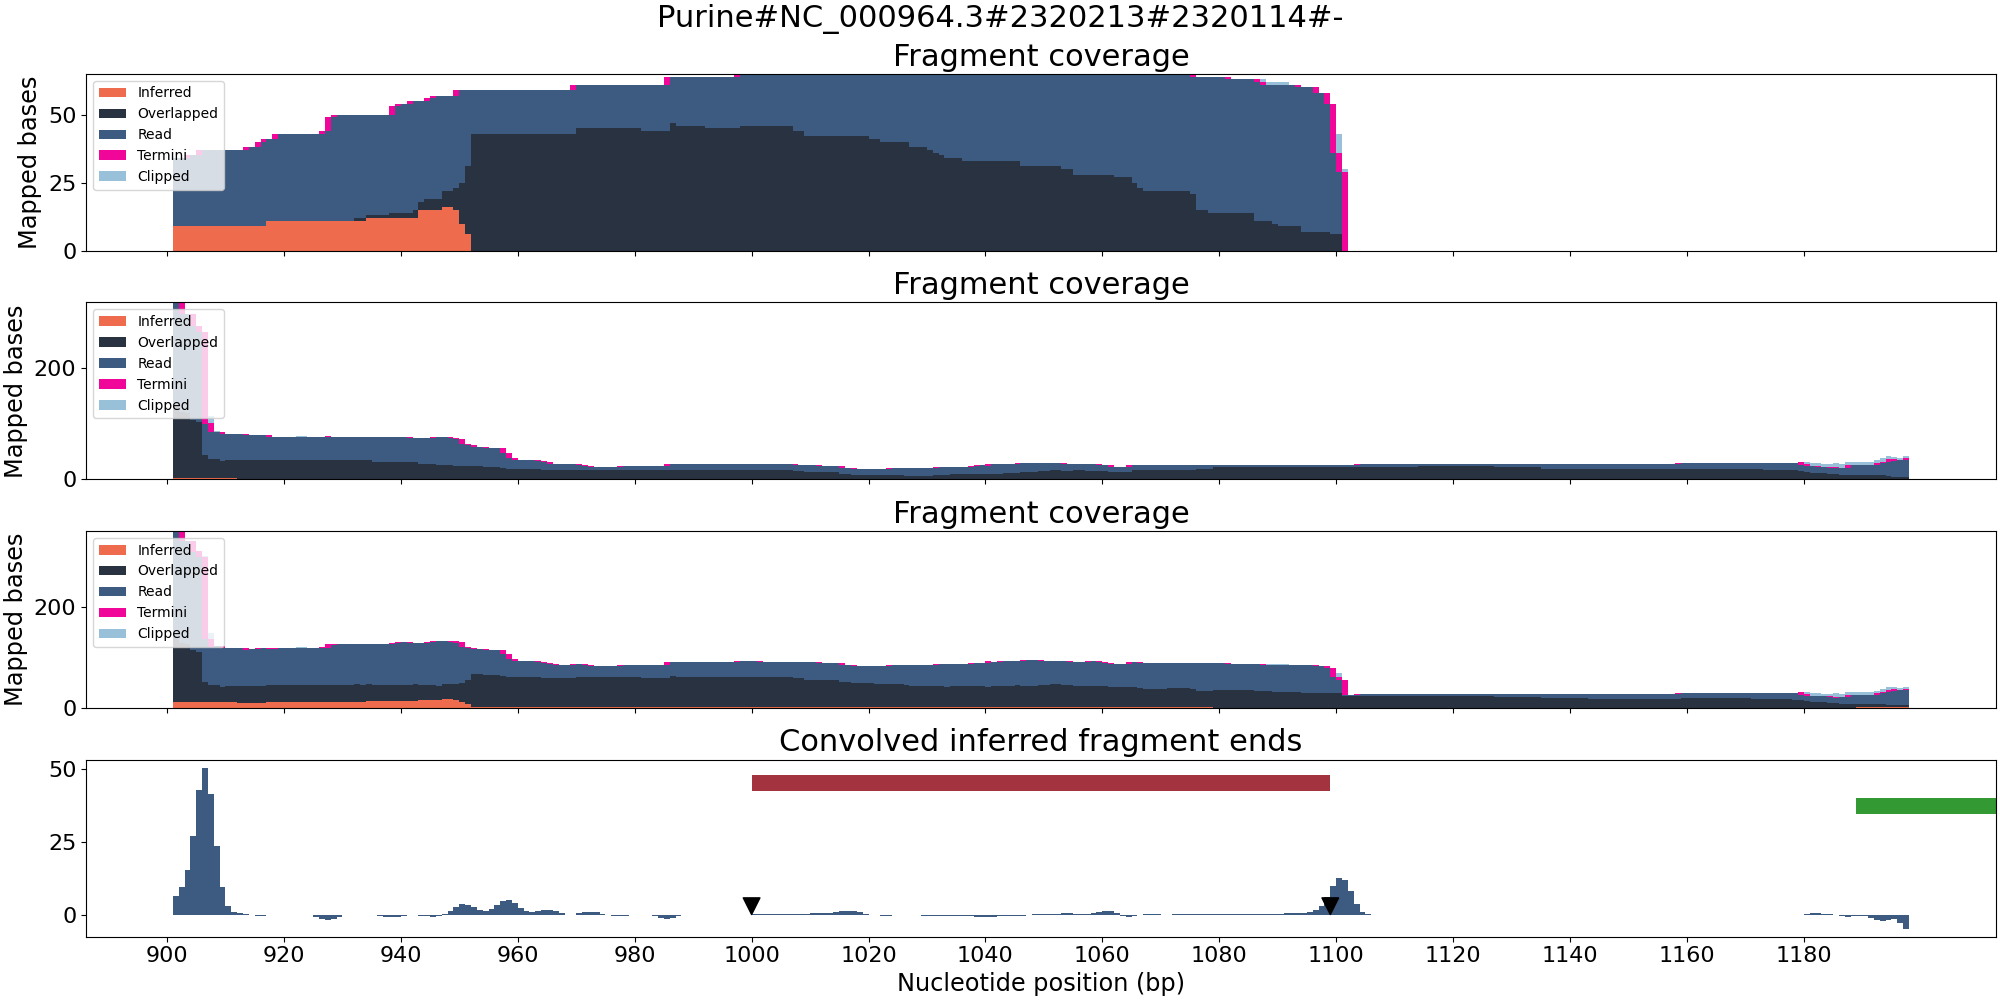 Purine#NC_000964.3#2320213#2320114#-
Fragment coverage
Mapped bases
50
25
0
Inferred
Overlapped
Read
Termini
Clipped
Fragment coverage
Mapped bases
200
0
Inferred
Overlapped
Read
Termini
Clipped
Fragment coverage
Mapped bases
200
0
Inferred
Overlapped
Read
Termini
Clipped
Convolved inferred fragment ends
50
25
0
900 920 940 960 980 1000 1020 1040 1060 1080 1100 1120 1140 1160 1180
Nucleotide position (bp)